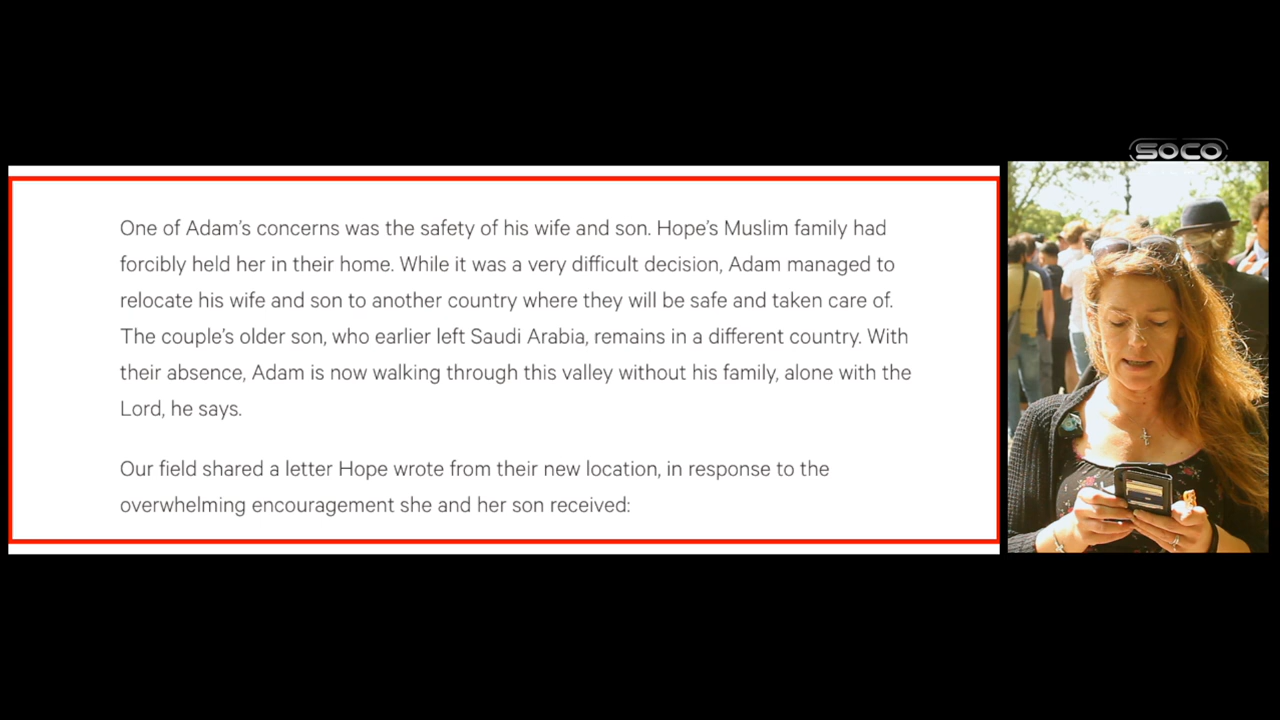 SOCO
One of Adam’s concerns was the safety of his wife and son. Hope’s Muslim family had
forcibly held her in their home. While it was a very difficult decision, Adam managed to
relocate his wife and son to another country where they will be safe and taken care of.
The couple’s older son, who earlier left Saudi Arabia, remains in a different country. With
their absence, Adam is now walking through this valley without his family, alone with the
Lord, he says.
Our field shared a letter Hope wrote from their new location, in response to the
overwhelming encouragement she and her son received: